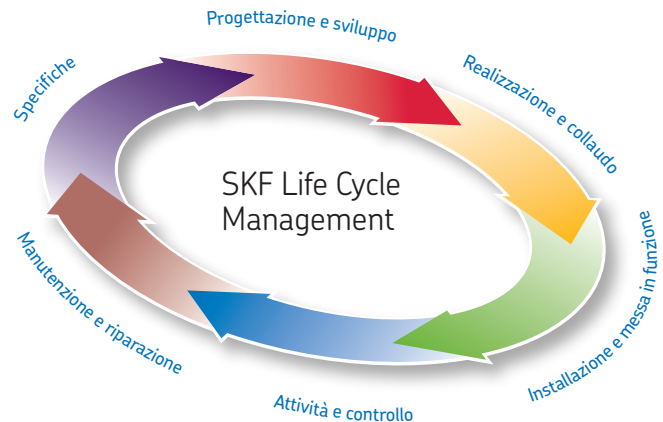 Progettazione e sviluppo
Realizzazione e collaudo
Specifiche
SKF Life Cycle
Management
Installazione e messa in funzione
Manutenzione e riparazione
Attività e controllo